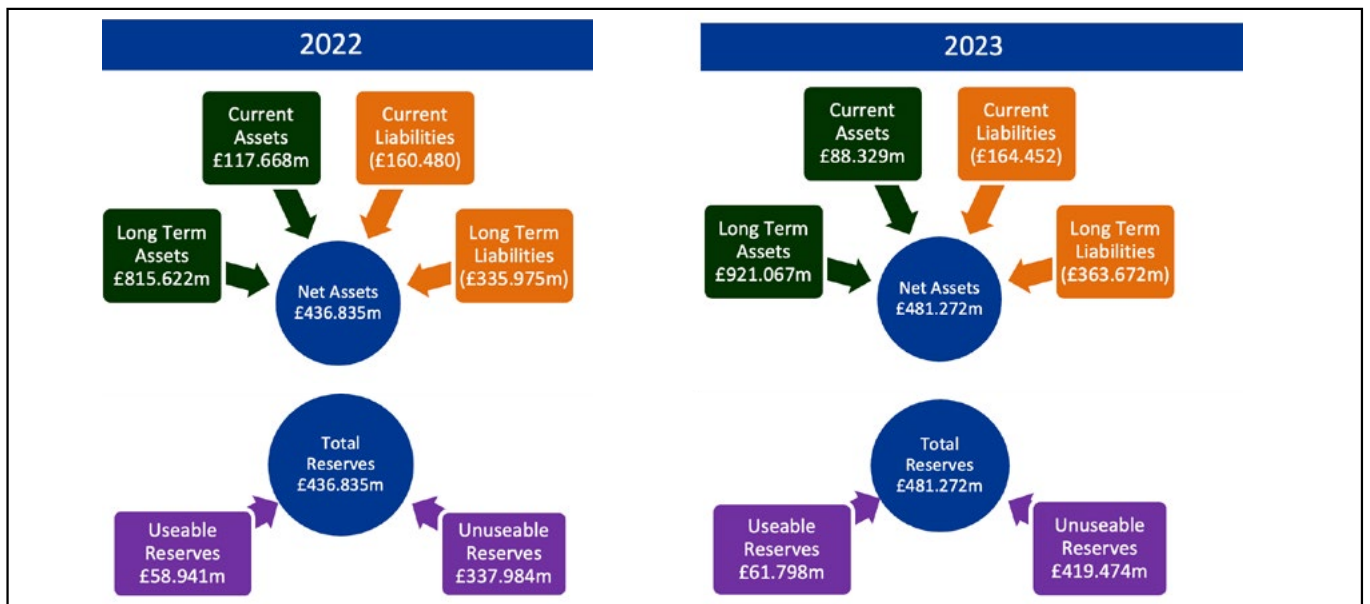 2022
Current
Assets
£117.668m
Current
Liabilities
(£160.480)
Long Term
Assets
£815.622m
Long Term
Liabilities
(£335.975m)
Net Assets
£436.835m
Total
Reserves
£436.835m
Useable
Reserves
£58.941m
Unuseable
Reserves
£337.984m
2023
Current
Assets
£88.329m
Current
Liabilities
(£164.452)
Long Term
Assets
£921.067m
Long Term
Liabilities
(£363.672m)
Net Assets
£481.272m
Total
Reserves
£481.272m
Useable
Reserves
£61.798m
Unuseable
Reserves
£419.474m